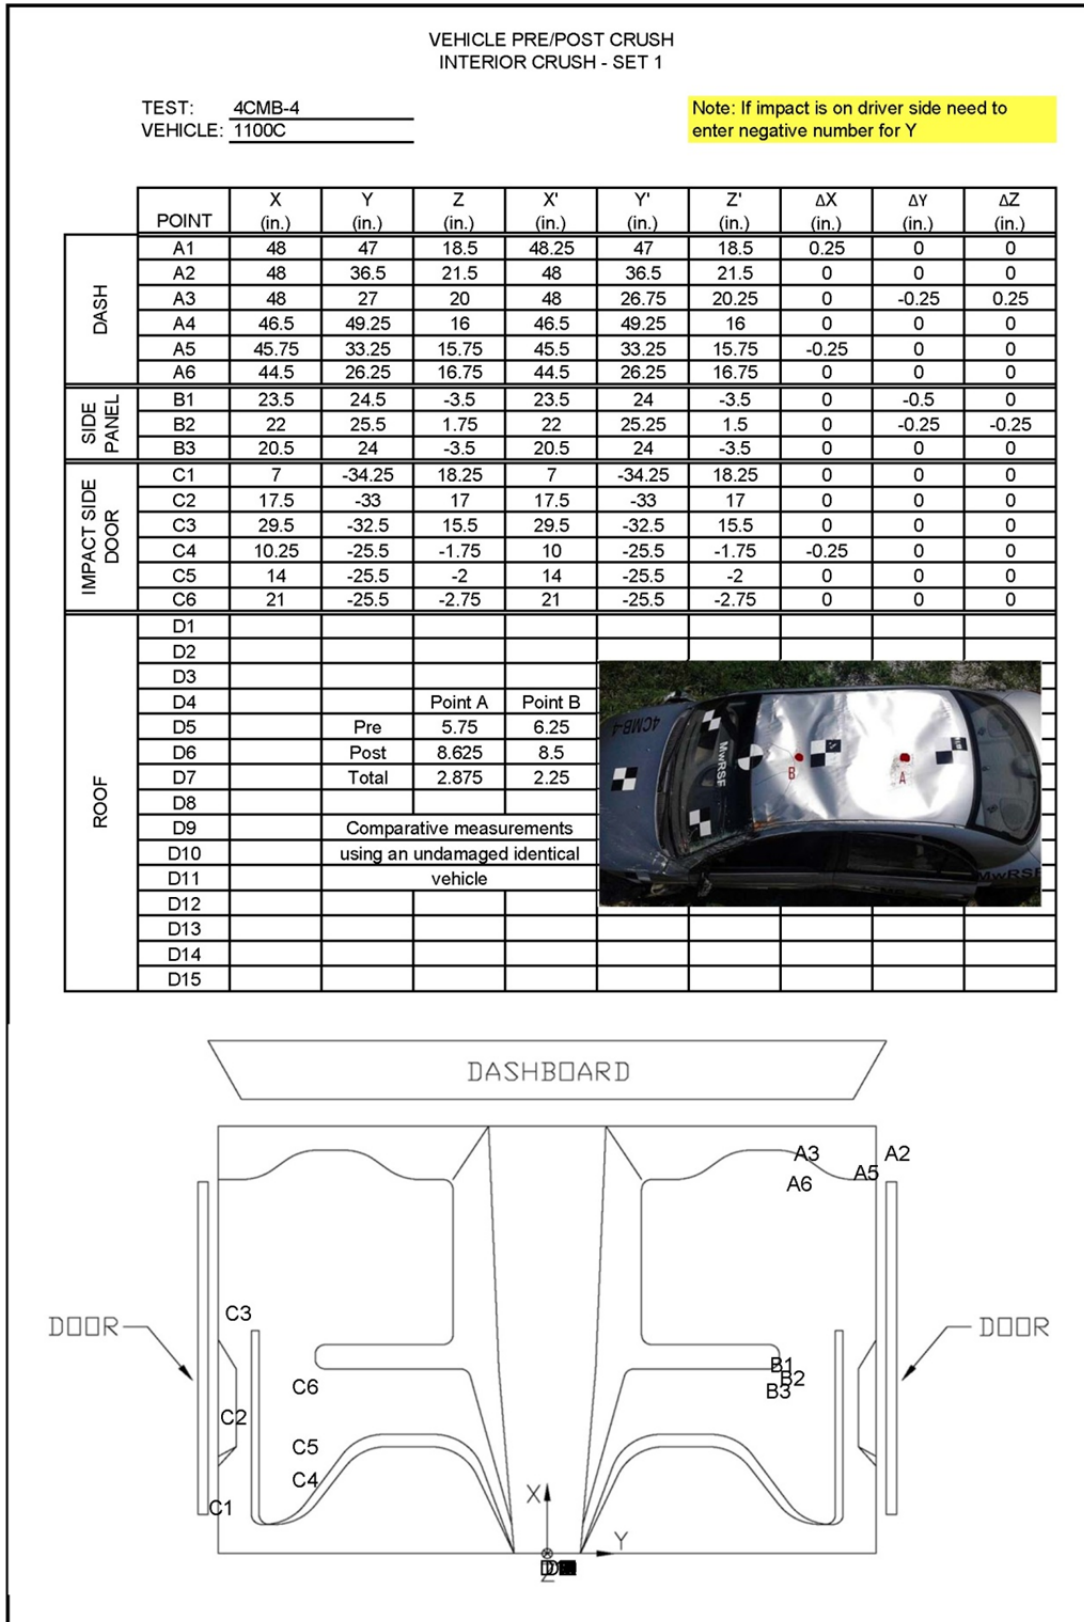 VEHICLE PRE/POST CRUSH
INTERIOR CRUSH - SET 1
TEST: 4CMB-4
VEHICLE: 1100C
Note: If impact is on driver side need to
enter negative number for Y
POINT X (in.) Y (in.) Z (in.) X' (in.) Y' (in.) Z' (in.) ΔX (in.) ΔY (in.) ΔZ (in.)
DASH
A1 48 47 18.5 48.25 47 18.5 0.25 0 0
A2 48 36.5 21.5 48 36.5 21.5 0 0 0
A3 48 27 20 48 26.75 20.25 0 -0.25 0.25
A4 46.5 49.25 16 46.5 49.25 16 0 0 0
A5 45.75 33.25 15.75 45.5 33.25 15.75 -0.25 0 0
A6 44.5 26.25 16.75 44.5 26.25 16.75 0 0 0
SIDE PANEL
B1 23.5 24.5 -3.5 23.5 24 -3.5 0 -0.5 0
B2 22 25.5 1.75 22 25.25 1.5 0 -0.25 -0.25
B3 20.5 24 -3.5 20.5 24 -3.5 0 0 0
IMPACT SIDE DOOR
C1 7 -34.25 18.25 7 -34.25 18.25 0 0 0
C2 17.5 -33 17 17.5 -33 17 0 0 0
C3 29.5 -32.5 15.5 29.5 -32.5 15.5 0 0 0
C4 10.25 -25.5 -1.75 10 -25.5 -1.75 -0.25 0 0
C5 14 -25.5 -2 14 -25.5 -2 0 0 0
C6 21 -25.5 -2.75 21 -25.5 -2.75 0 0 0
ROOF
D1
D2
D3
D4 Point A Point B
D5 Pre 5.75 6.25
D6 Post 8.625 8.5
D7 Total 2.875 2.25
D8
D9 Comparative measurements
D10 using an undamaged identical
D11 vehicle
D12
D13
D14
D15
4CMB-4
MwRSF
B
A
MwRSF
DASHBOARD
A3 A2
A5
A6
C3
DOOR
DOOR
B1
B2
B3
C6
C2
C5
C4
C1
X
Y
Z